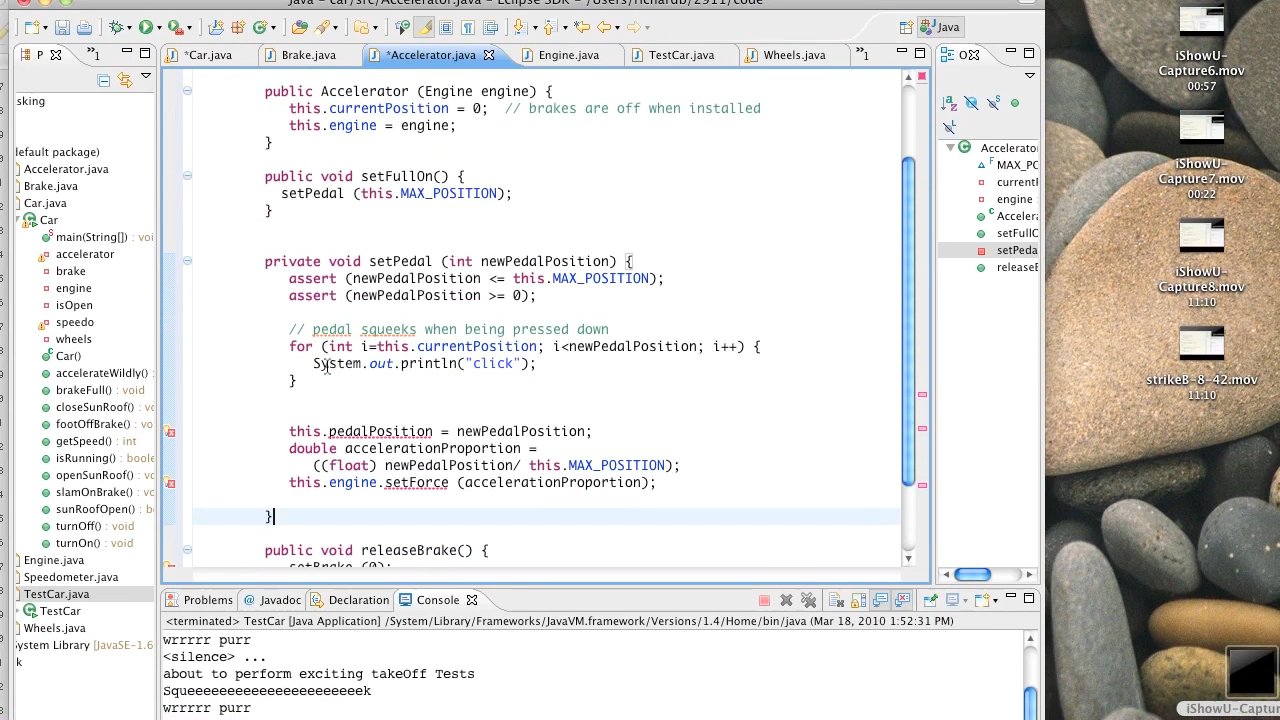 Java - car/src/Accelerator.java - Eclipse SDK - /Users/richardb/2911/code
Java
P
»1
*Car.java
Brake.java
*Accelerator.java
Engine.java
TestCar.java
Wheels.java
»1
O
sking
lefault package)
Accelerator.java
Brake.java
Car.java
Car
main(String[]) : voi
accelerator
brake
engine
isOpen
speedo
wheels
Car()
accelerateWildly() :
brakeFull() : void
closeSunRoof() : vo
footOffBrake() : vo
getSpeed() : int
isRunning() : boole
openSunRoof() : vo
slamOnBrake() : vo
sunRoofOpen() : bo
turnOff() : void
turnOn() : void
Engine.java
Speedometer.java
TestCar.java
TestCar
Wheels.java
System Library [JavaSE-1.6
k
public Accelerator (Engine engine) {
this.currentPosition = 0;  // brakes are off when installed
this.engine = engine;
}
public void setFullOn() {
setPedal (this.MAX_POSITION);
}
private void setPedal (int newPedalPosition) {
assert (newPedalPosition <= this.MAX_POSITION);
assert (newPedalPosition >= 0);
// pedal squeeks when being pressed down
for (int i=this.currentPosition; i<newPedalPosition; i++) {
System.out.println("click");
}
this.pedalPosition = newPedalPosition;
double accelerationProportion =
((float) newPedalPosition/ this.MAX_POSITION);
this.engine.setForce (accelerationProportion);
}
public void releaseBrake() {
setBrake (0);
Accelerator
MAX_PO
currentP
engine :
Acceler
setFullO
setPeda
releaseB
Problems
@ Javadoc
Declaration
Console
<terminated> TestCar [Java Application] /System/Library/Frameworks/JavaVM.framework/Versions/1.4/Home/bin/java (Mar 18, 2010 1:52:31 PM)
wrrrrr purr
<silence> ...
about to perform exciting takeOff Tests
Squeeeeeeeeeeeeeeeeeeeeeek
wrrrrr purr
iShowU-
Capture6.mov
00:57
iShowU-
Capture7.mov
00:22
iShowU-
Capture8.mov
11:10
strikeB-8-42.mov
11:10
iShowU-Captur